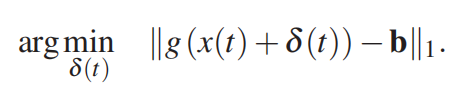 arg min ‖g(x(t) + δ(t)) − b‖₁.
δ(t)